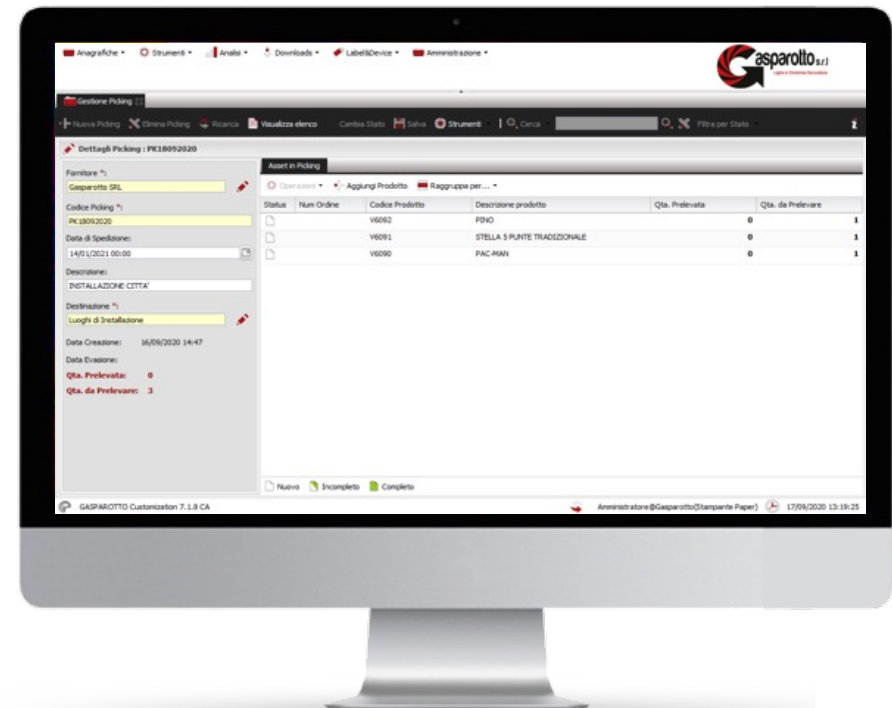 Anagrafiche Strumenti Analisi Downloads Label&Device Amministrazione
Gasparotto s.r.l
Gestione Picking
Nuova Picking Elimina Picking Ricarica Visualizza elenco Cambia Stato Salva Strumenti Cerca Filtra per Stato
Dettagli Picking : PK18092020
Fornitore *:
Gasparotto SRL
Codice Picking *:
PK18092020
Data di Spedizione:
14/01/2021 00:00
Descrizione:
INSTALLAZIONE CITTA'
Destinazione *:
Luoghi di Installazione
Data Creazione: 16/09/2020 14:47
Data Evasione:
Qta. Prelevata: 0
Qta. da Prelevare: 3
Asset in Picking
Operazioni Aggiungi Prodotto Raggruppa per...
Status Num Ordine Codice Prodotto Descrizione prodotto Qta. Prelevata Qta. da Prelevare
V6092 PINO 0 1
V6091 STELLA 5 PUNTE TRADIZIONALE 0 1
V6090 PAC-MAN 0 1
Nuovo Incompleto Completo
GASPAROTTO Customization 7.1.8 CA Amministratore@Gasparotto(Stampante Paper) 17/09/2020 13:19:25